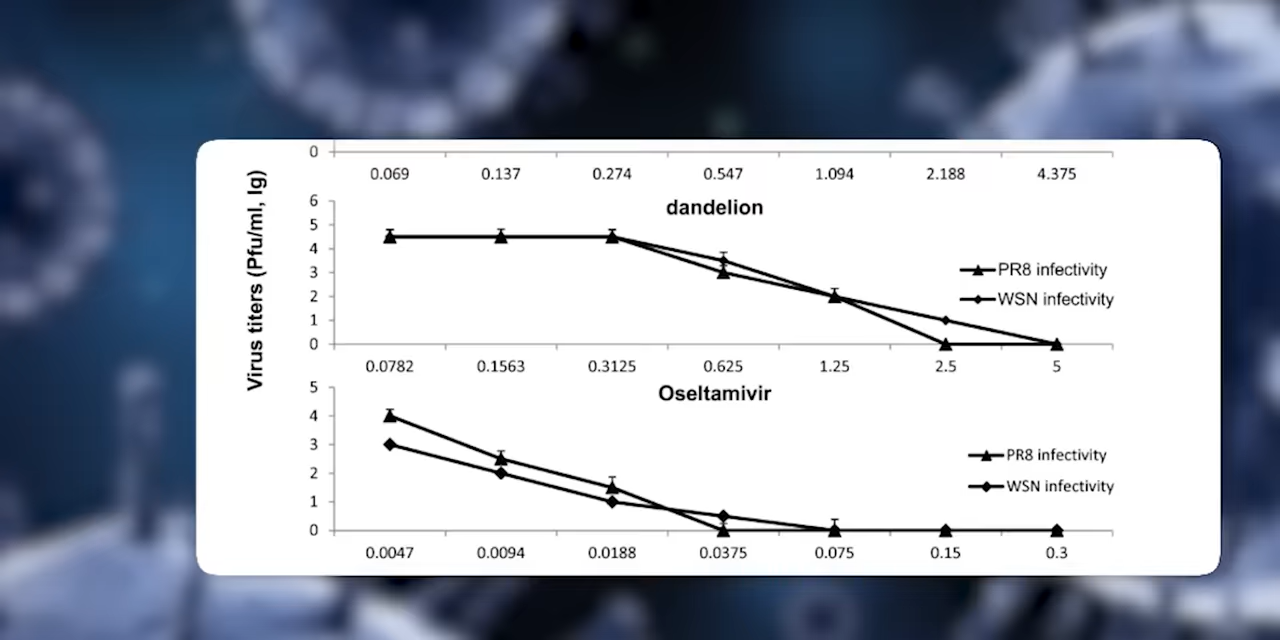 0
0.069 0.137 0.274 0.547 1.094 2.188 4.375
Virus titers (Pfu/ml, lg)
dandelion
6
5
4
3
2
1
0
PR8 infectivity
WSN infectivity
0.0782 0.1563 0.3125 0.625 1.25 2.5 5
Oseltamivir
5
4
3
2
1
0
PR8 infectivity
WSN infectivity
0.0047 0.0094 0.0188 0.0375 0.075 0.15 0.3